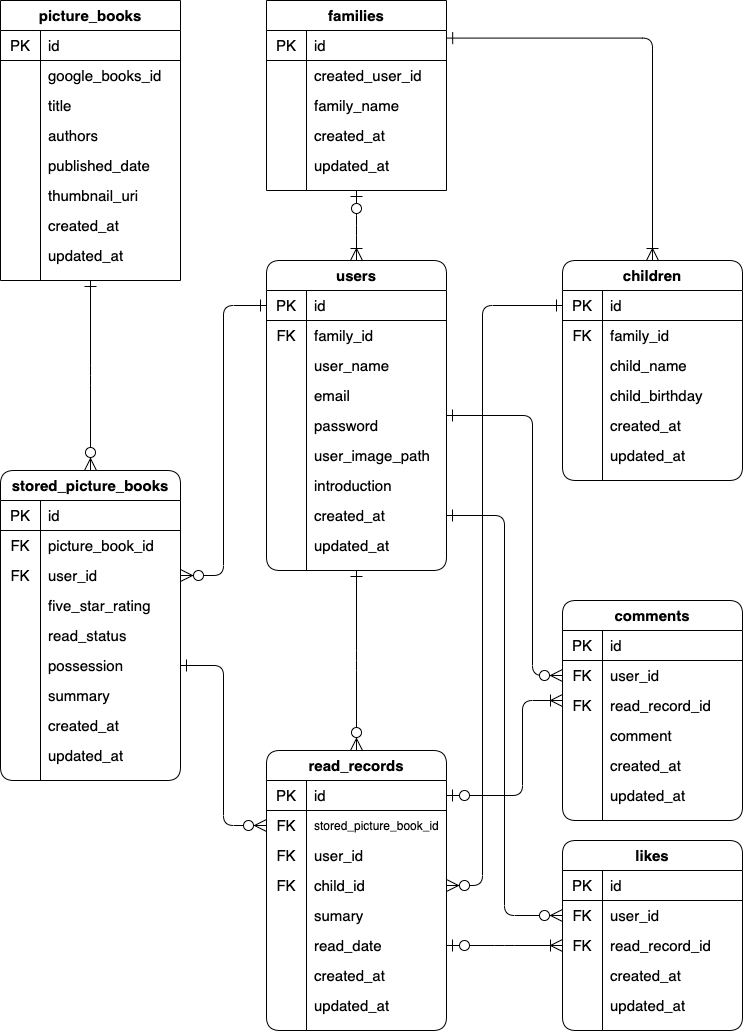 picture_books
PK id
google_books_id
title
authors
published_date
thumbnail_uri
created_at
updated_at
families
PK id
created_user_id
family_name
created_at
updated_at
users
PK id
FK family_id
user_name
email
password
user_image_path
introduction
created_at
updated_at
children
PK id
FK family_id
child_name
child_birthday
created_at
updated_at
stored_picture_books
PK id
FK picture_book_id
FK user_id
five_star_rating
read_status
possession
summary
created_at
updated_at
comments
PK id
FK user_id
FK read_record_id
comment
created_at
updated_at
read_records
PK id
FK stored_picture_book_id
FK user_id
FK child_id
sumary
read_date
created_at
updated_at
likes
PK id
FK user_id
FK read_record_id
created_at
updated_at